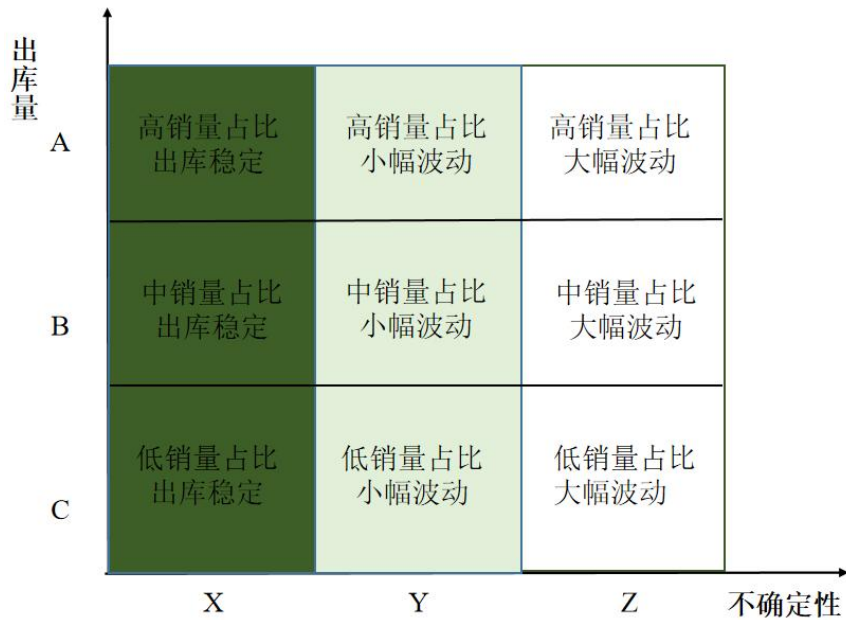 出库量
A
高销量占比
出库稳定
高销量占比
小幅波动
高销量占比
大幅波动
B
中销量占比
出库稳定
中销量占比
小幅波动
中销量占比
大幅波动
C
低销量占比
出库稳定
低销量占比
小幅波动
低销量占比
大幅波动
X
Y
Z
不确定性